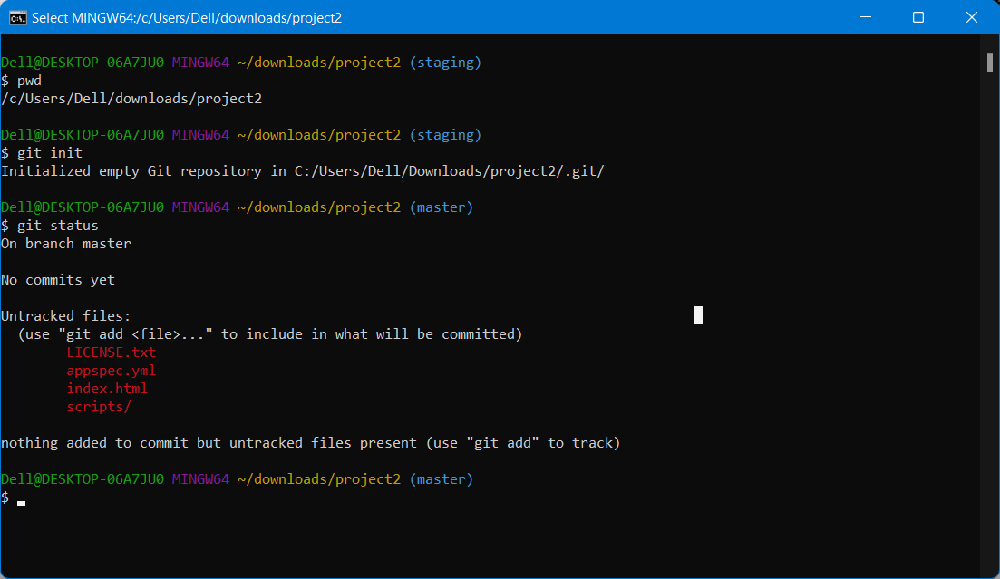 Select MINGW64:/c/Users/Dell/downloads/project2
Dell@DESKTOP-06A7JU0 MINGW64 ~/downloads/project2 (staging)
$ pwd
/c/Users/Dell/downloads/project2
Dell@DESKTOP-06A7JU0 MINGW64 ~/downloads/project2 (staging)
$ git init
Initialized empty Git repository in C:/Users/Dell/Downloads/project2/.git/
Dell@DESKTOP-06A7JU0 MINGW64 ~/downloads/project2 (master)
$ git status
On branch master
No commits yet
Untracked files:
  (use "git add <file>..." to include in what will be committed)
        LICENSE.txt
        appspec.yml
        index.html
        scripts/
nothing added to commit but untracked files present (use "git add" to track)
Dell@DESKTOP-06A7JU0 MINGW64 ~/downloads/project2 (master)
$